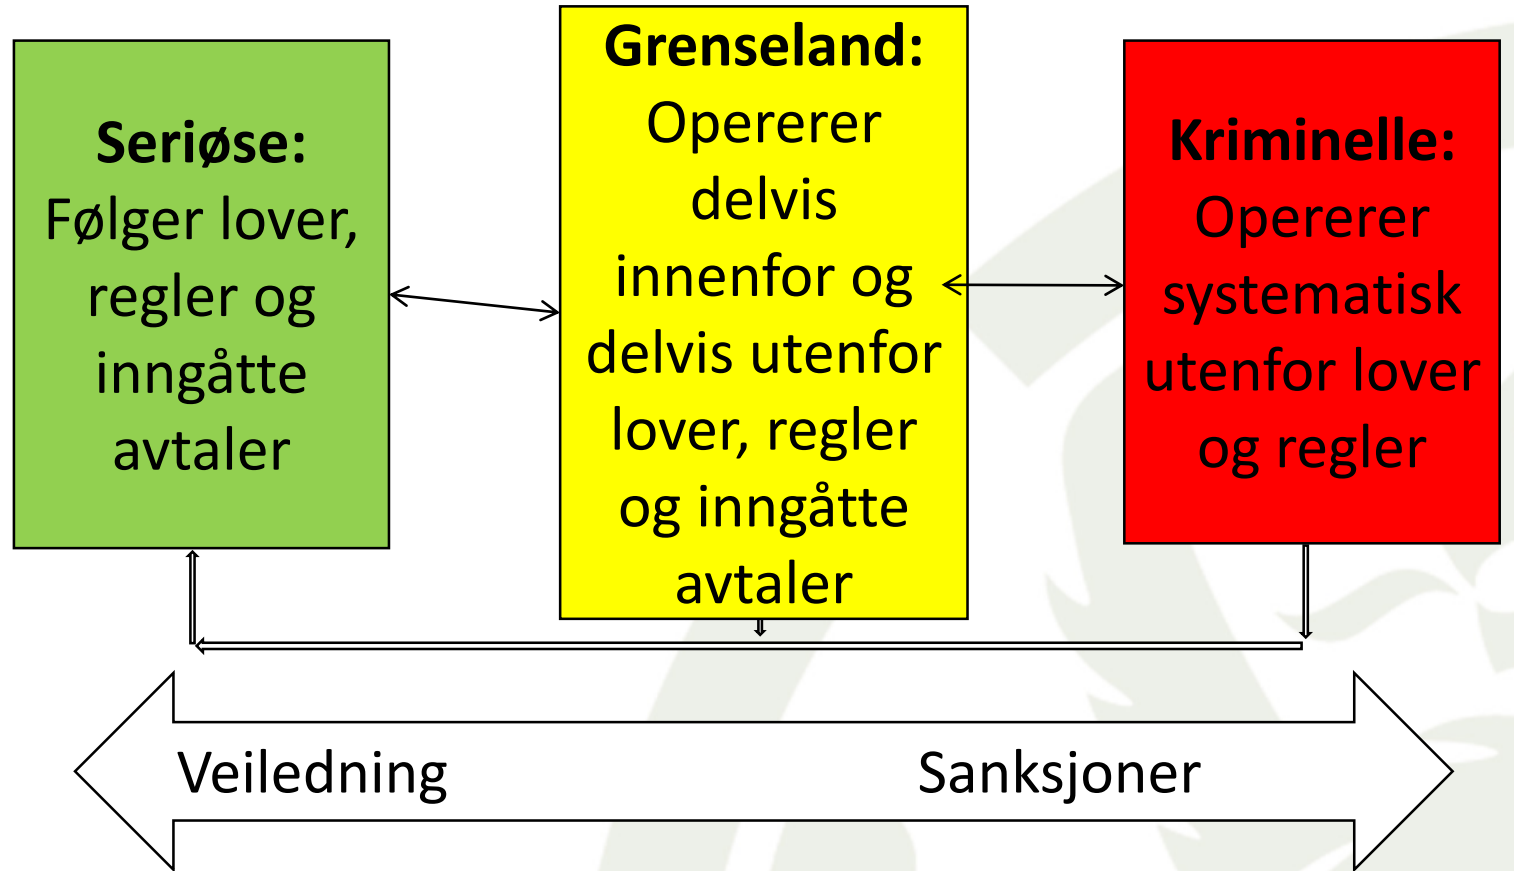 Seriøse:
Følger lover,
regler og
inngåtte
avtaler
Grenseland:
Opererer
delvis
innenfor og
delvis utenfor
lover, regler
og inngåtte
avtaler
Kriminelle:
Opererer
systematisk
utenfor lover
og regler
Veiledning
Sanksjoner